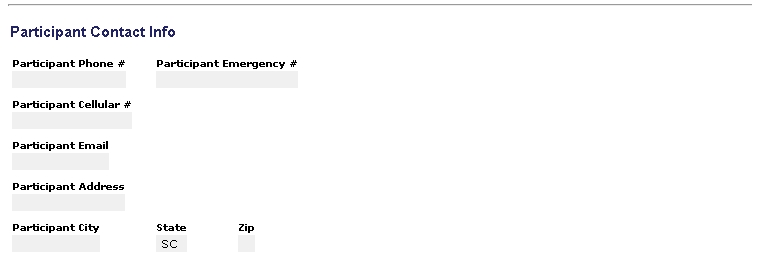 Participant Contact Info
Participant Phone # Participant Emergency #
Participant Cellular #
Participant Email
Participant Address
Participant City State Zip
SC